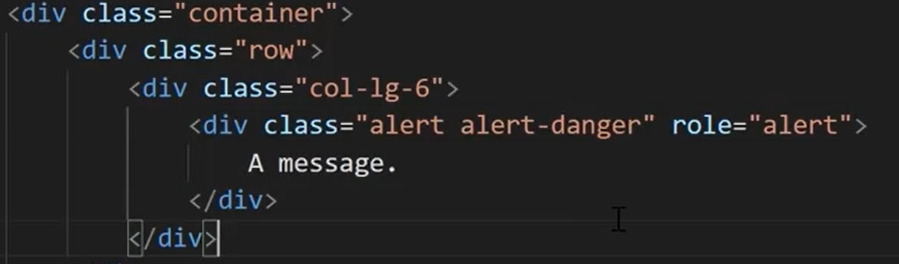 <div class="container">
<div class="row">
<div class="col-lg-6">
<div class="alert alert-danger" role="alert">
A message.
</div>
</div>